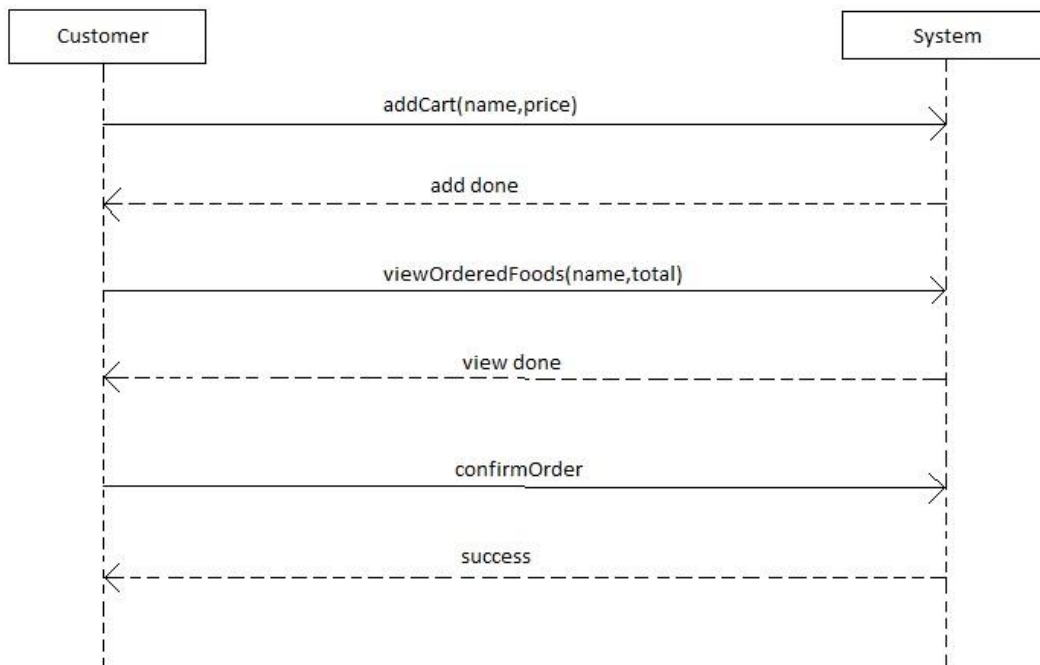 Customer
System
addCart(name,price)
add done
viewOrderedFoods(name,total)
view done
confirmOrder
success